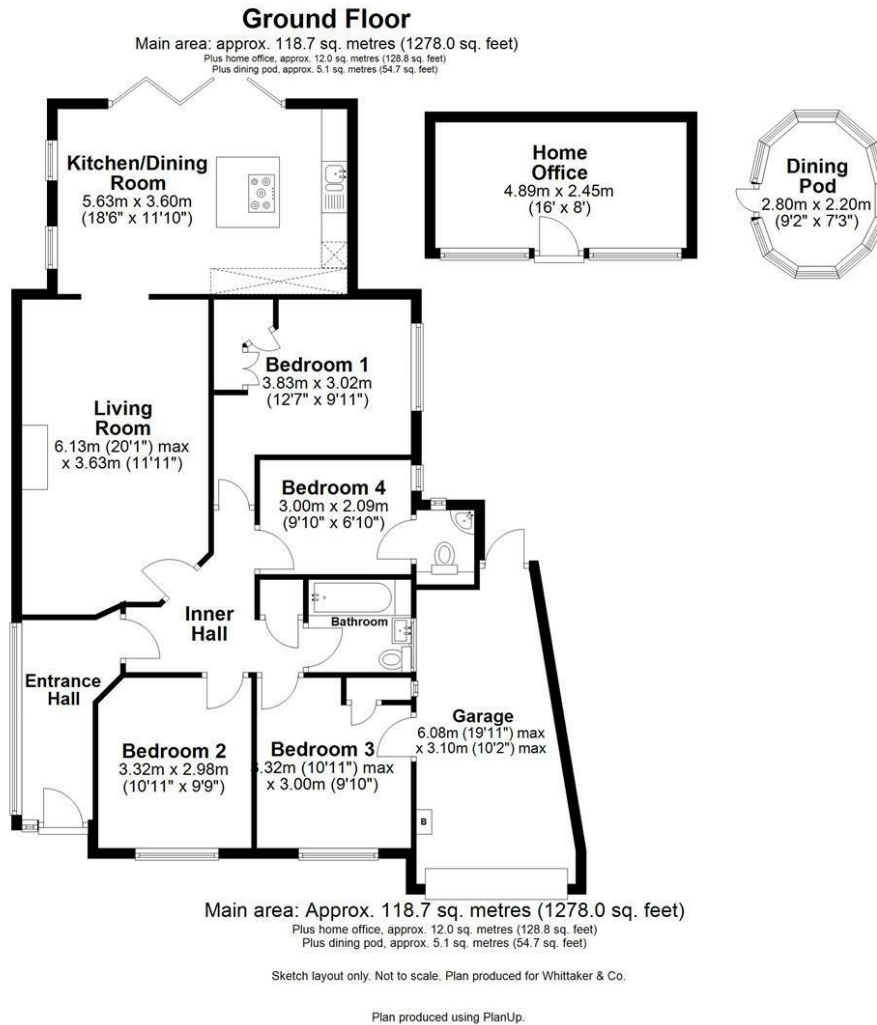 Ground Floor
Main area: approx. 118.7 sq. metres (1278.0 sq. feet)
Plus home office, approx. 12.0 sq. metres (128.8 sq. feet)
Plus dining pod, approx. 5.1 sq. metres (54.7 sq. feet)
Kitchen/Dining
Room
5.63m x 3.60m
(18'6" x 11'10")
Home
Office
4.89m x 2.45m
(16' x 8')
Dining
Pod
2.80m x 2.20m
(9'2" x 7'3")
Bedroom 1
3.83m x 3.02m
(12'7" x 9'11")
Living
Room
6.13m (20'1") max
x 3.63m (11'11")
Bedroom 4
3.00m x 2.09m
(9'10" x 6'10")
Inner
Hall
Bathroom
Entrance
Hall
Bedroom 2
3.32m x 2.98m
(10'11" x 9'9")
Bedroom 3
3.32m (10'11") max
x 3.00m (9'10")
Garage
6.08m (19'11") max
x 3.10m (10'2") max
B
Main area: Approx. 118.7 sq. metres (1278.0 sq. feet)
Plus home office, approx. 12.0 sq. metres (128.8 sq. feet)
Plus dining pod, approx. 5.1 sq. metres (54.7 sq. feet)
Sketch layout only. Not to scale. Plan produced for Whittaker & Co.
Plan produced using PlanUp.